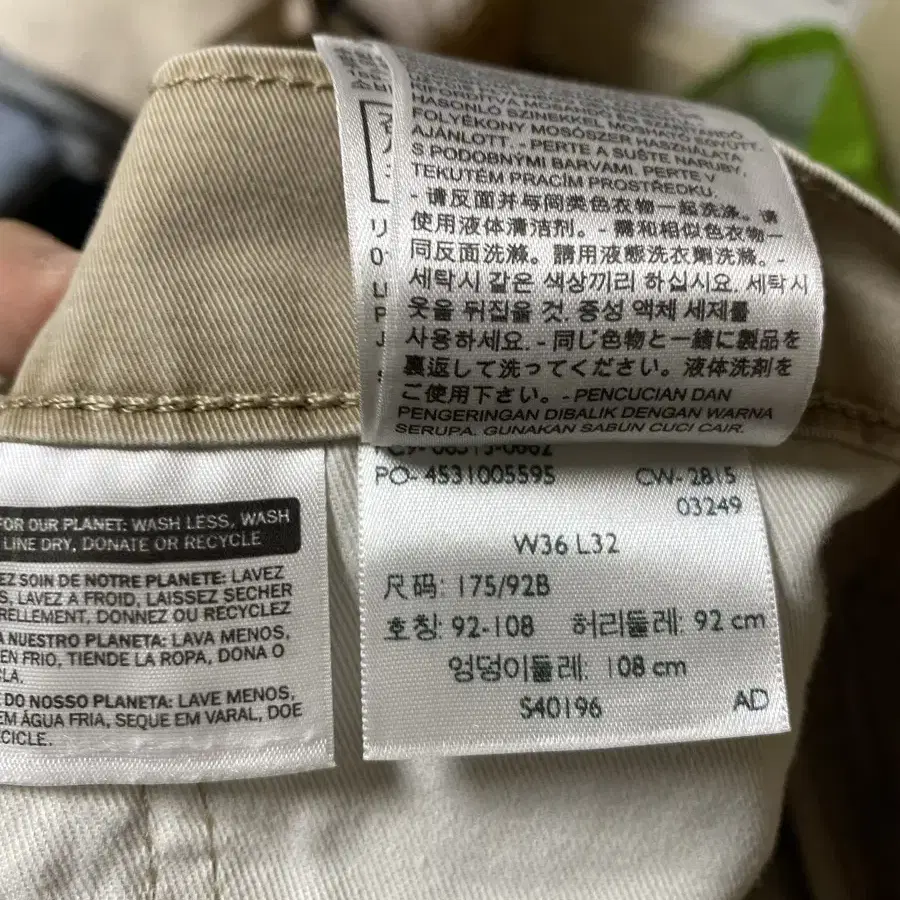 HASONLÓ SZÍNEKKEL MOSHATÓ EGYÜTT.
FOLYÉKONY MOSÓSZER HASZNÁLATA
AJÁNLOTT. - PERTE A SUŠTE NARUBY,
S PODOBNÝMI BARVAMI. PERTE V
TEKUTÉM PRACÍM PROSTŘEDKU.
- 请反面并与同类色衣物一起洗涤。请
使用液体清洁剂。- 需和相似色衣物一
同反面洗滌。請用液態洗衣劑洗滌。-
세탁시 같은 색상끼리 하십시요. 세탁시
옷을 뒤집을 것. 중성 액체 세제를
사용하세요. - 同じ色物と一緒に製品を
裏返して洗ってください。液体洗剤を
ご使用下さい。- PENCUCIAN DAN
PENGERINGAN DIBALIK DENGAN WARNA
SERUPA. GUNAKAN SABUN CUCI CAIR.
PO- 4531005595 CW- 2815
03249
W36 L32
尺码: 175/92B
호칭: 92-108 허리둘레: 92 cm
엉덩이둘레: 108 cm
S40196 AD
FOR OUR PLANET: WASH LESS, WASH
LINE DRY, DONATE OR RECYCLE
EZ SOIN DE NOTRE PLANETE: LAVEZ
S, LAVEZ A FROID, LAISSEZ SECHER
RELLEMENT, DONNEZ OU RECYCLEZ
A NUESTRO PLANETA: LAVA MENOS,
EN FRIO, TIENDE LA ROPA, DONA O
CLA.
DO NOSSO PLANETA: LAVE MENOS,
EM ÁGUA FRIA, SEQUE EM VARAL, DOE
CICLE.